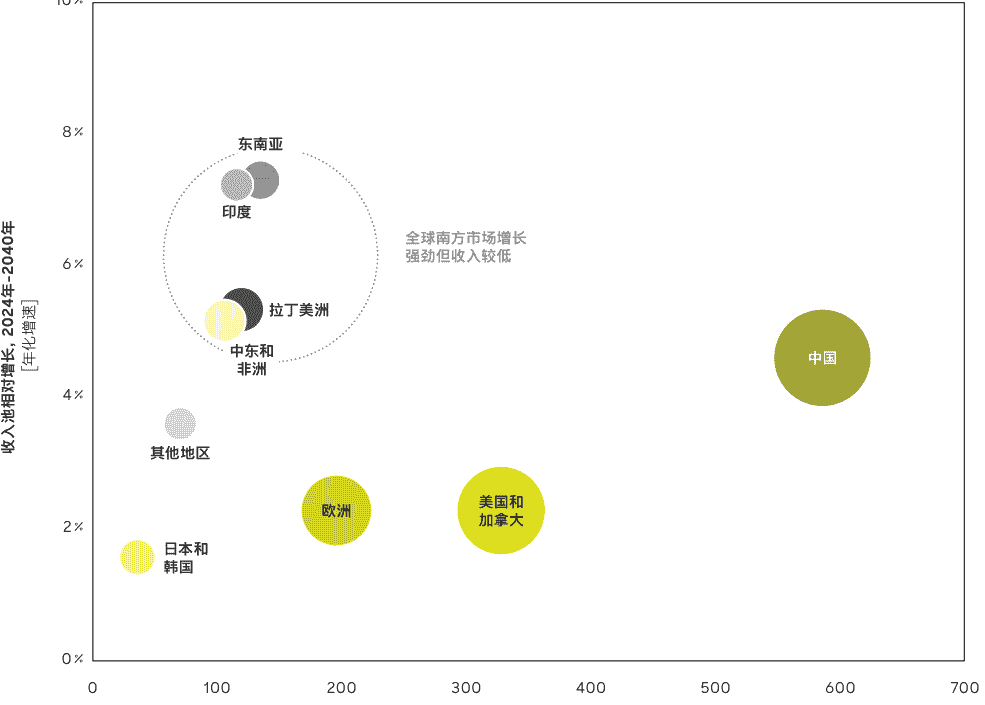 10%
8%
6%
4%
2%
0%
收入池相对增长, 2024年-2040年
[年化增速]
东南亚
印度
全球南方市场增长
强劲但收入较低
拉丁美洲
中东和
非洲
中国
其他地区
欧洲
美国和
加拿大
日本和
韩国
0 100 200 300 400 500 600 700